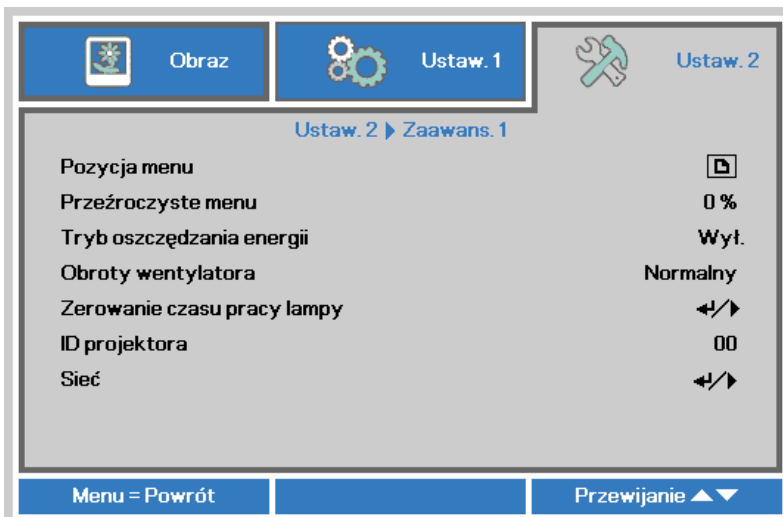 Obraz
Ustaw. 1
Ustaw. 2
Ustaw. 2 ▶ Zaawans. 1
Pozycja menu
Przeźroczyste menu 0 %
Tryb oszczędzania energii Wył.
Obroty wentylatora Normalny
Zerowanie czasu pracy lampy ↵/▶
ID projektora 00
Sieć ↵/▶
Menu = Powrót
Przewijanie ▲▼